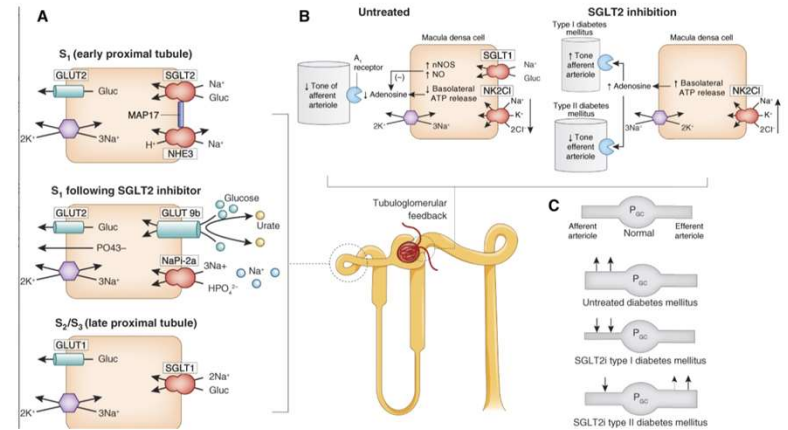 A
S₁ (early proximal tubule)
GLUT2
SGLT2
Gluc
Na⁺
Gluc
MAP17
2K⁺
3Na⁺
H⁺
Na⁺
NHE3
S₁ following SGLT2 inhibitor
Glucose
GLUT2
GLUT 9b
Urate
Gluc
PO43–
NaPi-2a
3Na+
Na⁺
2K⁺
3Na⁺
HPO₄²⁻
S₂/S₃ (late proximal tubule)
GLUT1
Gluc
SGLT1
2Na⁺
Gluc
2K⁺
3Na⁺
B
Untreated
Macula densa cell
SGLT1
A₁
receptor
↑ nNOS
↑ NO
Na⁺
Gluc
(–)
↓ Tone of
afferent
arteriole
↓ Adenosine
↓ Basolateral
ATP release
NK2Cl
Na⁺
K⁺
2Cl⁻
2K⁺
3Na⁺
SGLT2 inhibition
Type I diabetes
mellitus
Macula densa cell
↑ Tone
afferent
arteriole
↑ Adenosine
↑ Basolateral
ATP release
NK2Cl
Na⁺
K⁺
2Cl⁻
Type II diabetes
mellitus
3Na⁺
2K⁺
↓ Tone
efferent
arteriole
Tubuloglomerular
feedback
C
PGC
Afferent
arteriole
Normal
Efferent
arteriole
PGC
Untreated diabetes mellitus
PGC
SGLT2i type I diabetes mellitus
PGC
SGLT2i type II diabetes mellitus